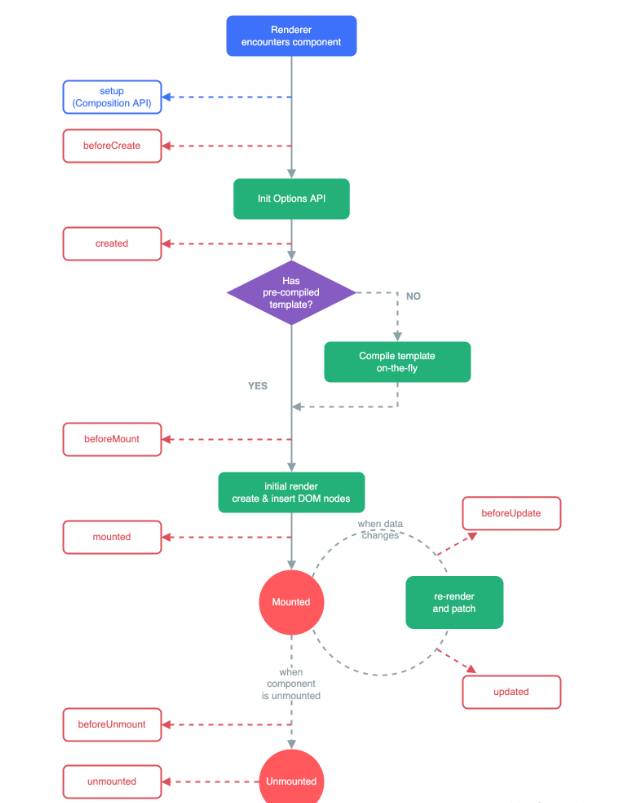 Renderer
encounters component
setup
(Composition API)
beforeCreate
Init Options API
created
Has
pre-compiled
template?
NO
Compile template
on-the-fly
YES
beforeMount
Initial render
create & insert DOM nodes
beforeUpdate
when data
changes
mounted
Mounted
re-render
and patch
when
component
is unmounted
updated
beforeUnmount
Unmounted
unmounted